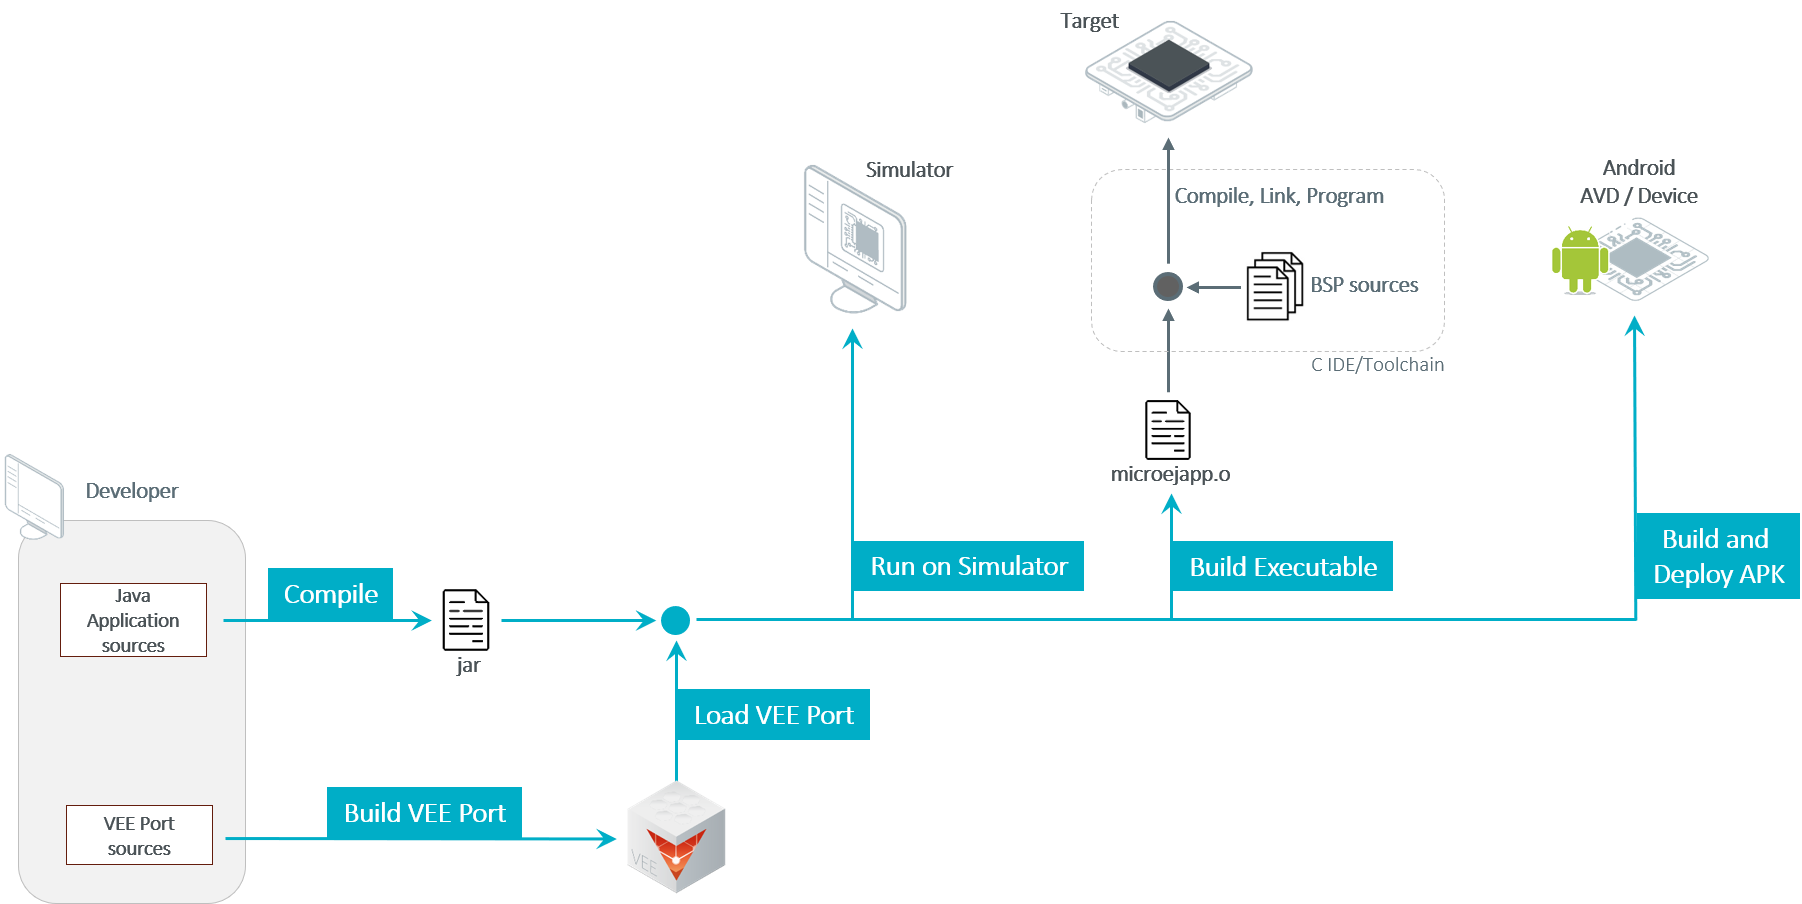 Target
Simulator
Android
AVD / Device
Compile, Link, Program
BSP sources
C IDE/Toolchain
microejapp.o
Developer
Build and
Deploy APK
Run on Simulator
Build Executable
Compile
Java
Application
sources
jar
Load VEE Port
Build VEE Port
VEE Port
sources
VEE